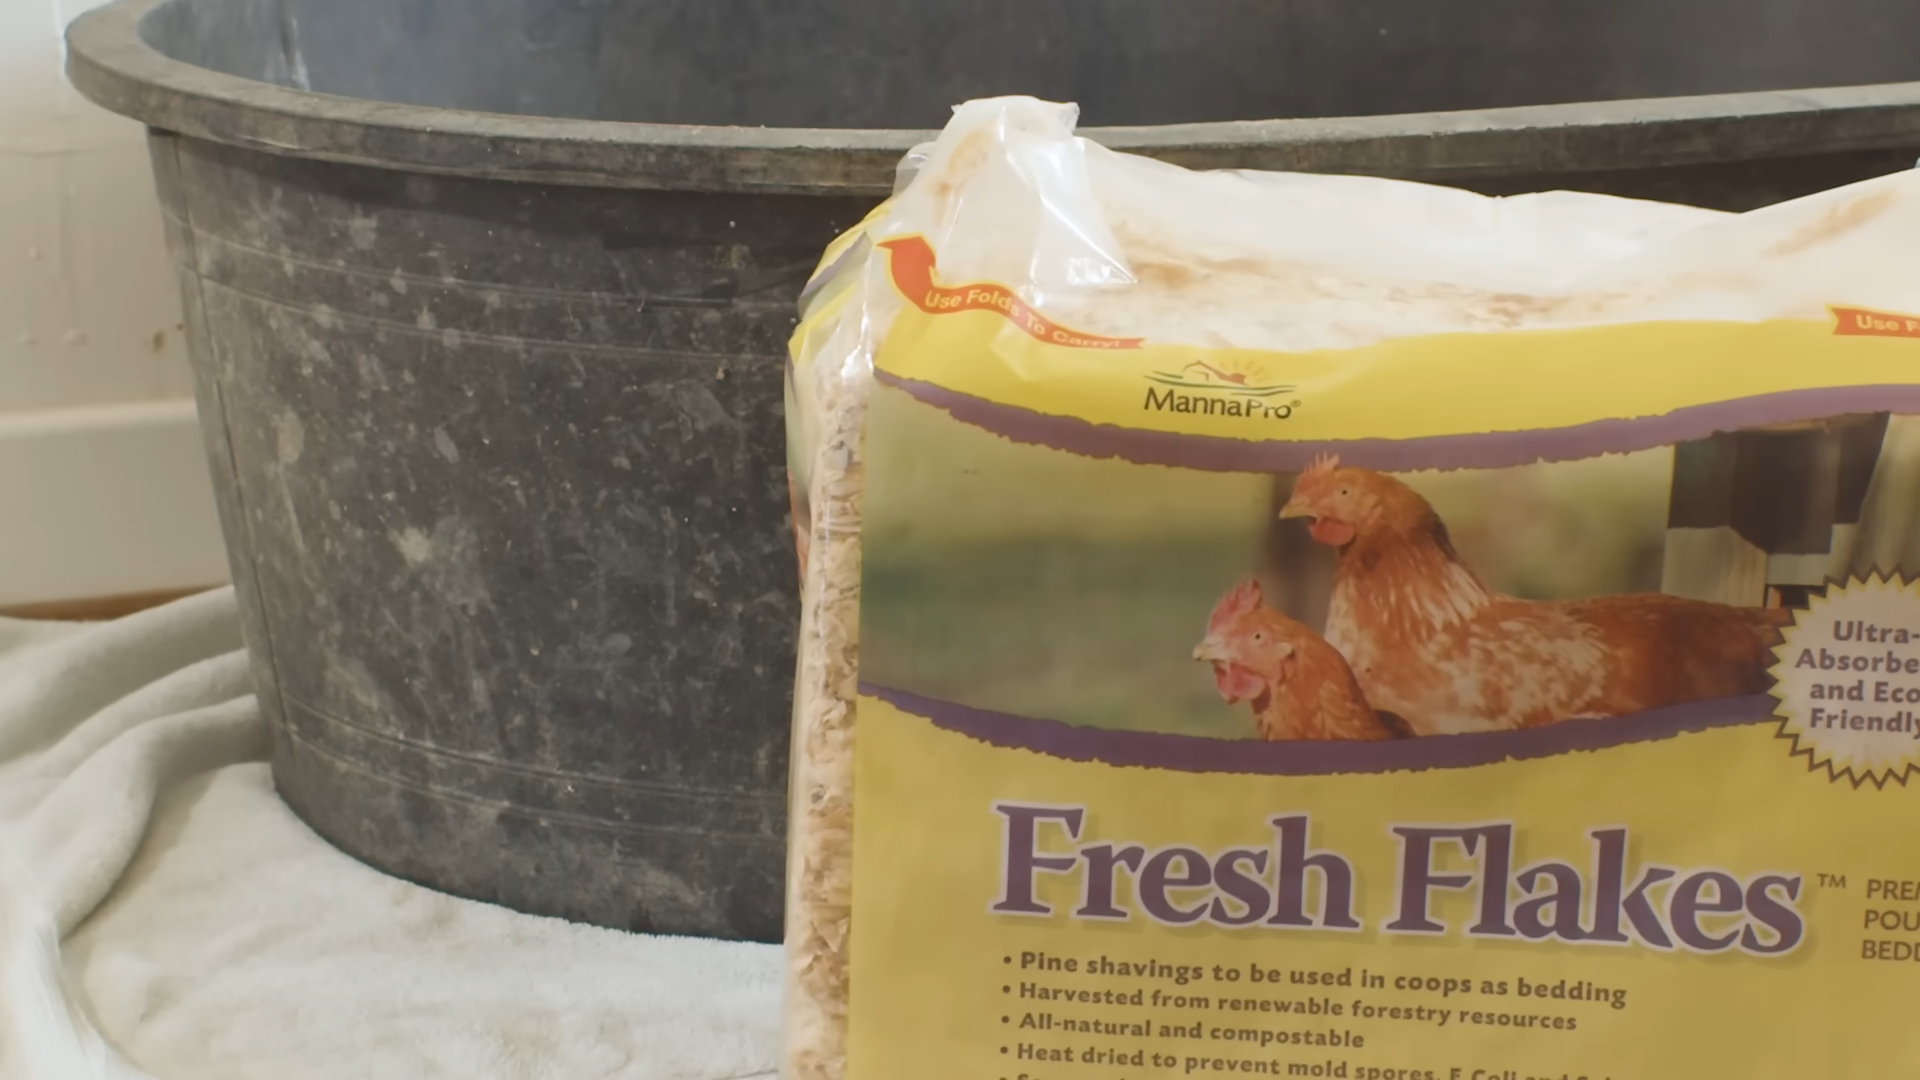 Use Folds To Carry!
Use F
MannaPro®
Ultra-
Absorbe
and Eco
Friendly
Fresh Flakes™
PRE
POU
BEDD
• Pine shavings to be used in coops as bedding
• Harvested from renewable forestry resources
• All-natural and compostable
• Heat dried to prevent mold spores, E Coli and